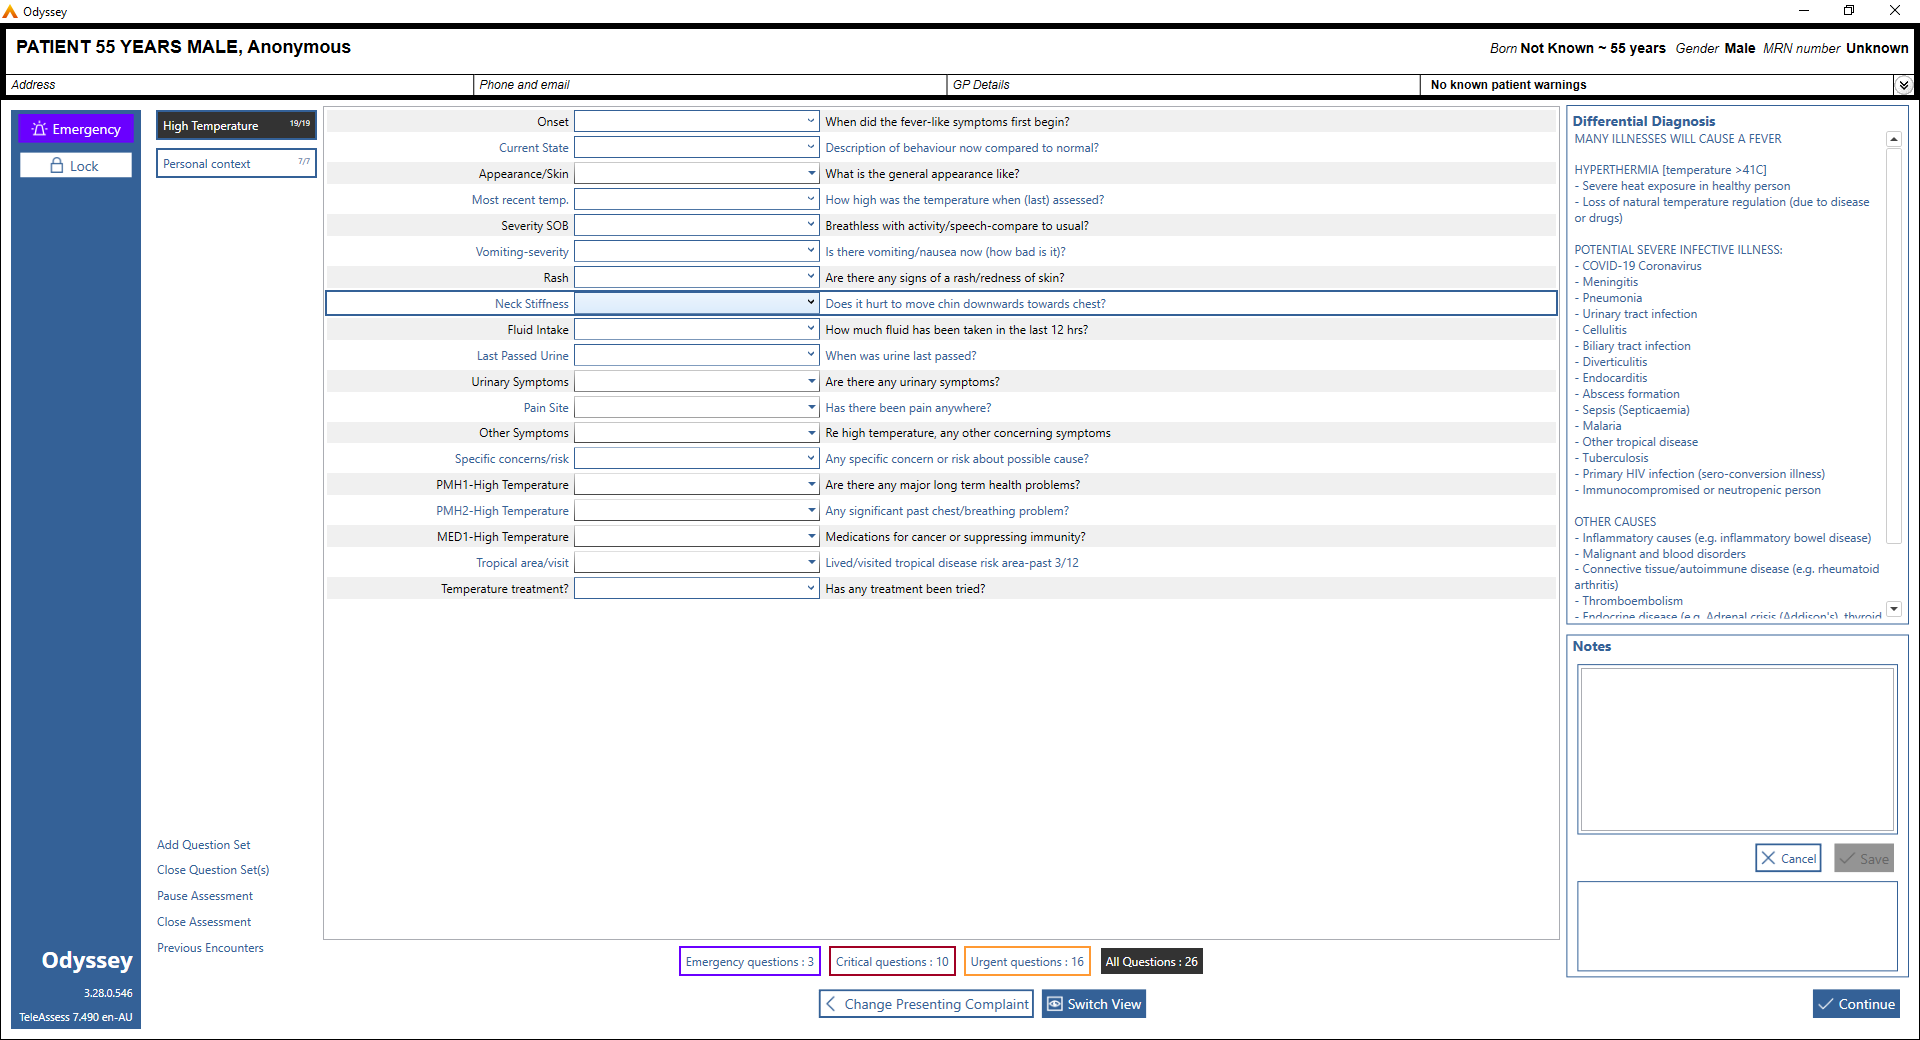 Odyssey
PATIENT 55 YEARS MALE, Anonymous
Born Not Known ~ 55 years Gender Male MRN number Unknown
Address
Phone and email
GP Details
No known patient warnings
Emergency
Lock
High Temperature 19/19
Personal context 7/7
Onset When did the fever-like symptoms first begin?
Current State Description of behaviour now compared to normal?
Appearance/Skin What is the general appearance like?
Most recent temp. How high was the temperature when (last) assessed?
Severity SOB Breathless with activity/speech-compare to usual?
Vomiting-severity Is there vomiting/nausea now (how bad is it)?
Rash Are there any signs of a rash/redness of skin?
Neck Stiffness Does it hurt to move chin downwards towards chest?
Fluid Intake How much fluid has been taken in the last 12 hrs?
Last Passed Urine When was urine last passed?
Urinary Symptoms Are there any urinary symptoms?
Pain Site Has there been pain anywhere?
Other Symptoms Re high temperature, any other concerning symptoms
Specific concerns/risk Any specific concern or risk about possible cause?
PMH1-High Temperature Are there any major long term health problems?
PMH2-High Temperature Any significant past chest/breathing problem?
MED1-High Temperature Medications for cancer or suppressing immunity?
Tropical area/visit Lived/visited tropical disease risk area-past 3/12
Temperature treatment? Has any treatment been tried?
Differential Diagnosis
MANY ILLNESSES WILL CAUSE A FEVER
HYPERTHERMIA [temperature >41C]
- Severe heat exposure in healthy person
- Loss of natural temperature regulation (due to disease
or drugs)
POTENTIAL SEVERE INFECTIVE ILLNESS:
- COVID-19 Coronavirus
- Meningitis
- Pneumonia
- Urinary tract infection
- Cellulitis
- Biliary tract infection
- Diverticulitis
- Endocarditis
- Abscess formation
- Sepsis (Septicaemia)
- Malaria
- Other tropical disease
- Tuberculosis
- Primary HIV infection (sero-conversion illness)
- Immunocompromised or neutropenic person
OTHER CAUSES
- Inflammatory causes (e.g. inflammatory bowel disease)
- Malignant and blood disorders
- Connective tissue/autoimmune disease (e.g. rheumatoid
arthritis)
- Thromboembolism
- Endocrine disease (e.g. Adrenal crisis (Addison's), thyroid
Notes
Cancel
Save
Add Question Set
Close Question Set(s)
Pause Assessment
Close Assessment
Previous Encounters
Odyssey
3.28.0.546
TeleAssess 7.490 en-AU
Emergency questions : 3
Critical questions : 10
Urgent questions : 16
All Questions : 26
Change Presenting Complaint
Switch View
Continue